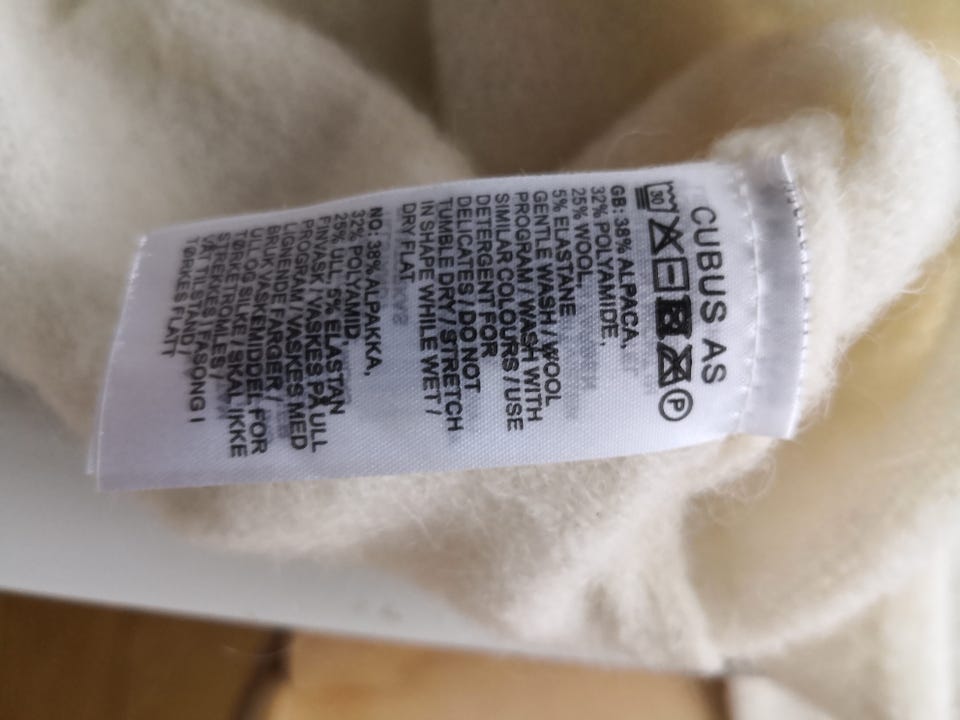 CUBUS AS
30 P
GB: 38% ALPACA,
32% POLYAMIDE,
25% WOOL,
5% ELASTANE
GENTLE WASH / WOOL
PROGRAM / WASH WITH
SIMILAR COLOURS / USE
DETERGENT FOR
DELICATES / DO NOT
TUMBLE DRY / STRETCH
IN SHAPE WHILE WET /
DRY FLAT
NO: 38% ALPAKKA,
32% POLYAMID,
25% ULL, 5% ELASTAN
FINVASK, VASKES PÅ ULL
PROGRAM / VASKES MED
LIGNENDE FARGER /
BRUK VASKEMIDDEL FOR
ULL OG SILKE / SKAL IKKE
TØRKETROMLES /
STREKKES I FASONG I
VÅT TILSTAND /
TØRKES FLATT